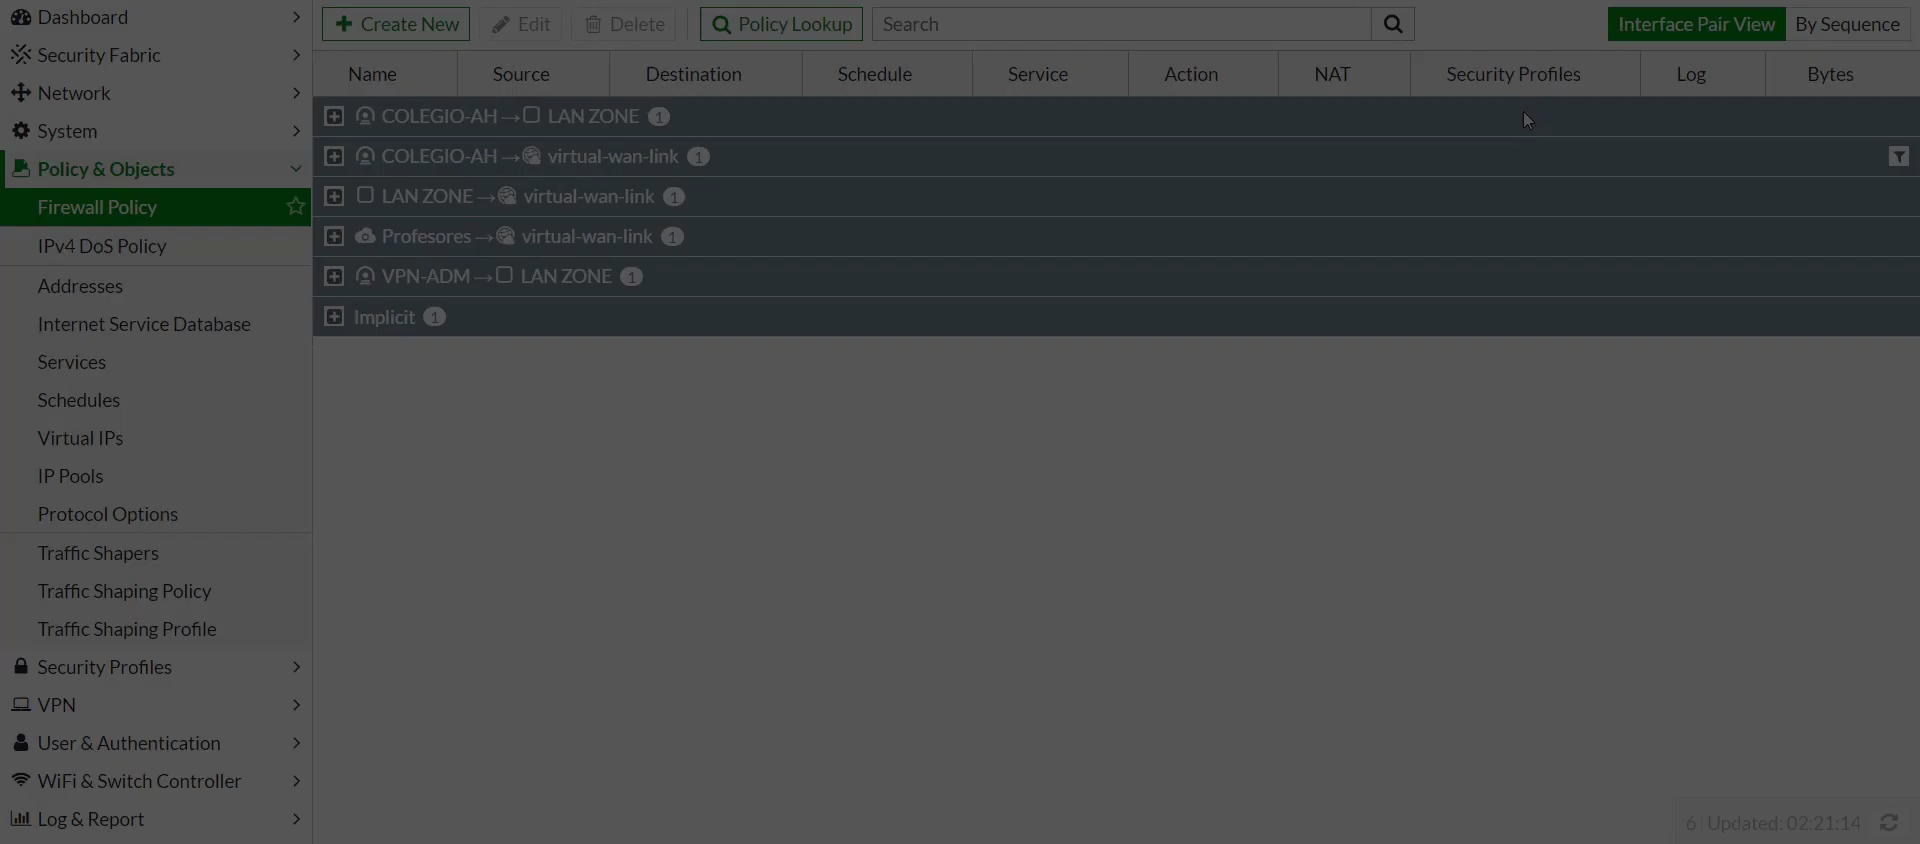 Dashboard
Security Fabric
Network
System
Policy & Objects
Firewall Policy
IPv4 DoS Policy
Addresses
Internet Service Database
Services
Schedules
Virtual IPs
IP Pools
Protocol Options
Traffic Shapers
Traffic Shaping Policy
Traffic Shaping Profile
Security Profiles
VPN
User & Authentication
WiFi & Switch Controller
Log & Report
Create New Edit Delete Policy Lookup Search Interface Pair View By Sequence
Name Source Destination Schedule Service Action NAT Security Profiles Log Bytes
COLEGIO-AH → LAN ZONE 1
COLEGIO-AH → virtual-wan-link 1
LAN ZONE → virtual-wan-link 1
Profesores → virtual-wan-link 1
VPN-ADM → LAN ZONE 1
Implicit 1
6 Updated: 02:21:14